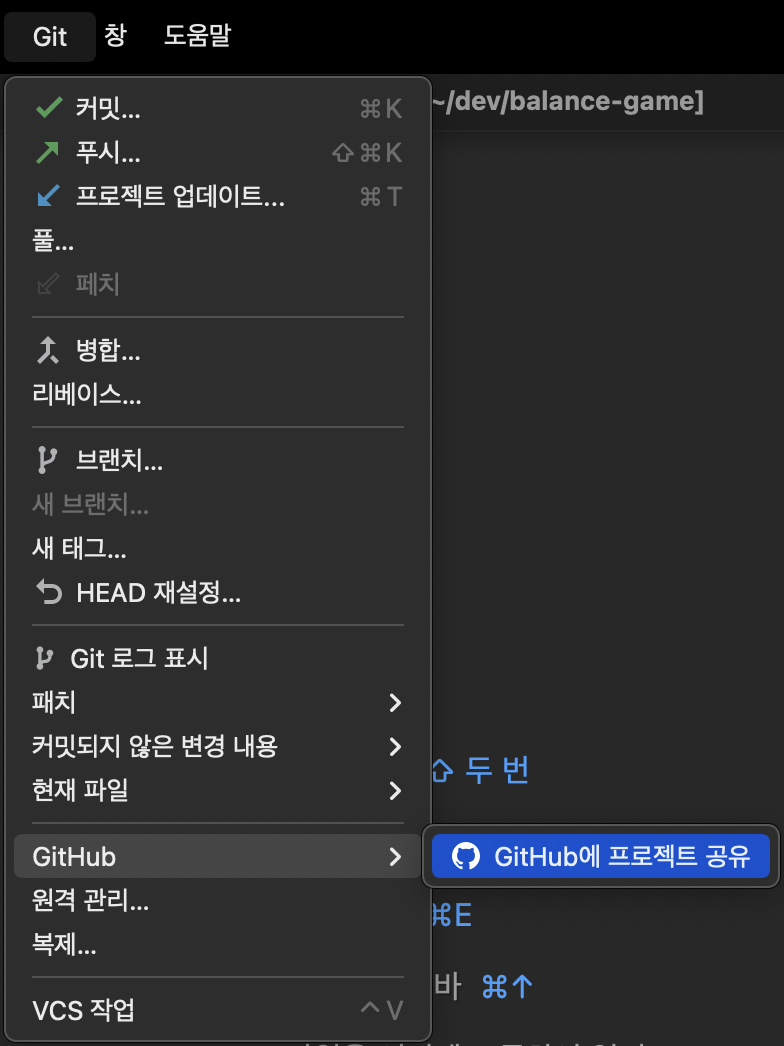 Git 창 도움말
~/dev/balance-game]
커밋... ⌘K
푸시... ⇧⌘K
프로젝트 업데이트... ⌘T
풀...
페치
병합...
리베이스...
브랜치...
새 브랜치...
새 태그...
HEAD 재설정...
Git 로그 표시
패치
커밋되지 않은 변경 내용
현재 파일
⇧ 두 번
GitHub
GitHub에 프로젝트 공유
원격 관리...
⌘E
복제...
바 ⌘↑
VCS 작업 ^V